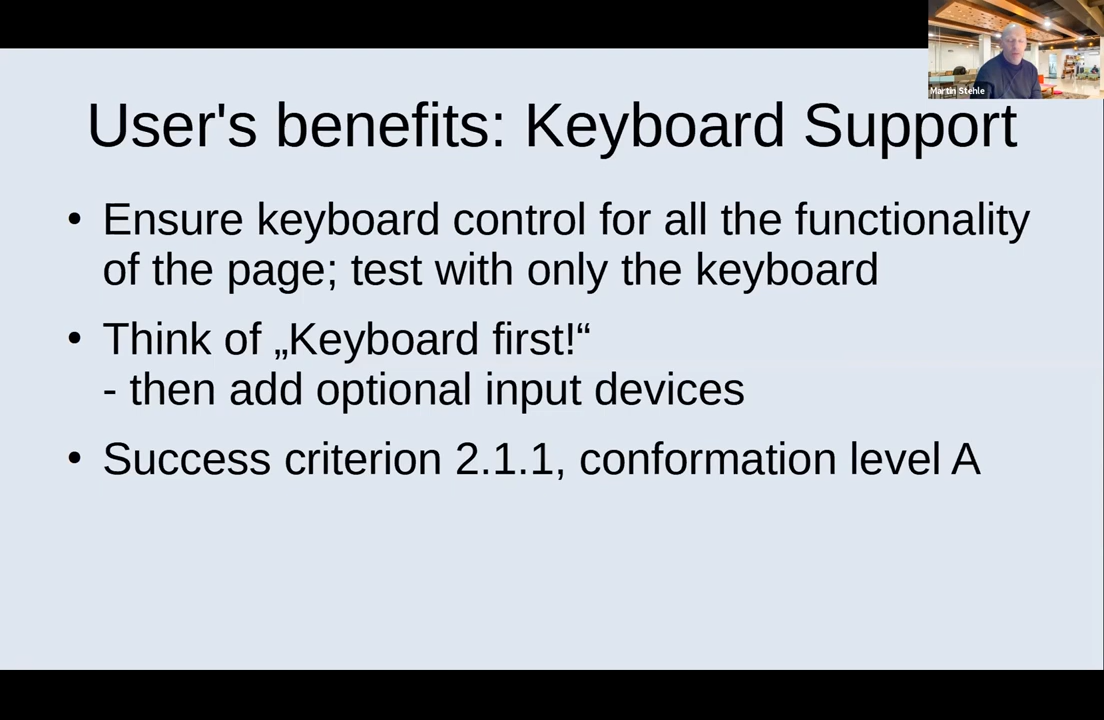 Martin Stehle
User's benefits: Keyboard Support
• Ensure keyboard control for all the functionality
of the page; test with only the keyboard
• Think of „Keyboard first!“
- then add optional input devices
• Success criterion 2.1.1, conformation level A